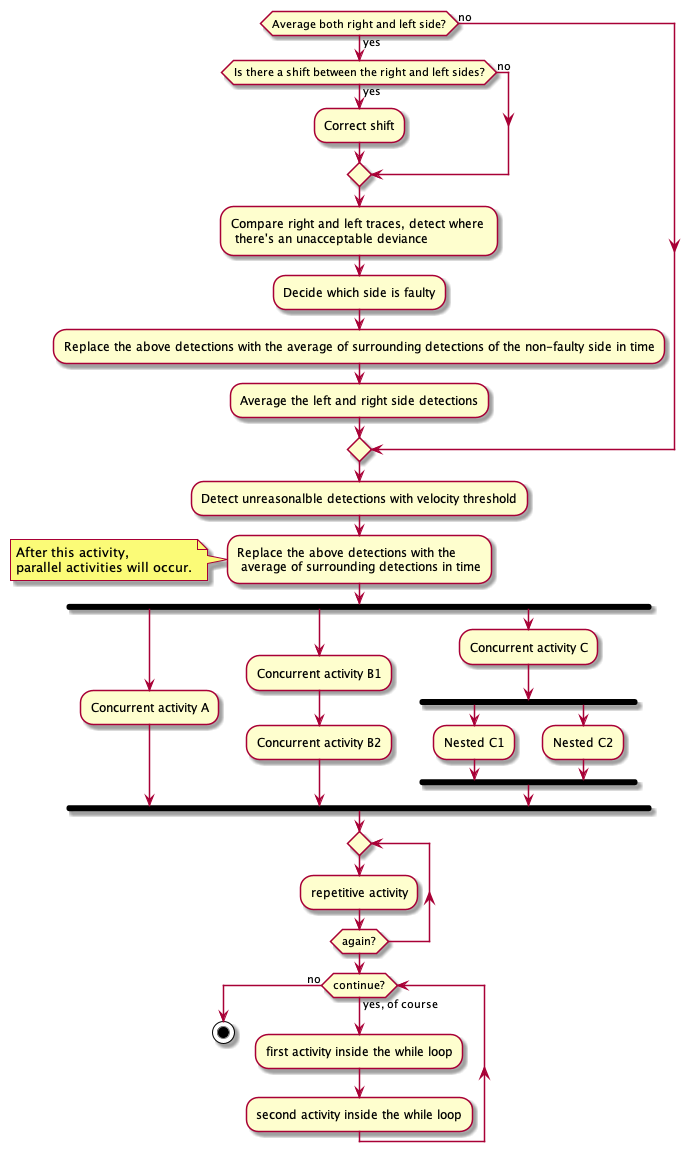 Average both right and left side?
no
yes
Is there a shift between the right and left sides?
no
yes
Correct shift
Compare right and left traces, detect where
there's an unacceptable deviance
Decide which side is faulty
Replace the above detections with the average of surrounding detections of the non-faulty side in time
Average the left and right side detections
Detect unreasonalble detections with velocity threshold
After this activity,
parallel activities will occur.
Replace the above detections with the
average of surrounding detections in time
Concurrent activity A
Concurrent activity B1
Concurrent activity B2
Concurrent activity C
Nested C1
Nested C2
repetitive activity
again?
continue?
no
yes, of course
first activity inside the while loop
second activity inside the while loop